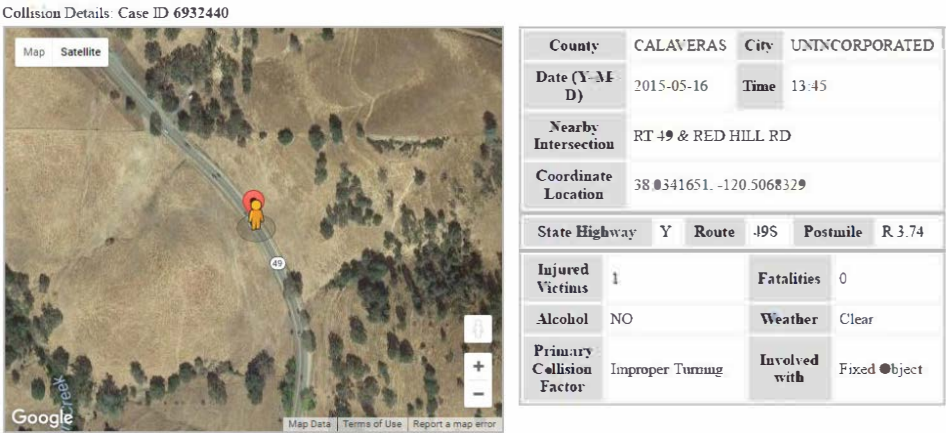 Collision Details: Case ID 6932440
Map Satellite
49
creek
Google
Map Data Terms of Use Report a map error
County CALAVERAS City UNINCORPORATED
Date (Y-M-
D) 2015-05-16 Time 13:45
Nearby
Intersection RT 49 & RED HILL RD
Coordinate
Location 38.0341651, -120.5068329
State Highway Y Route 49S Postmile R 3.74
Injured
Victims 1 Fatalities 0
Alcohol NO Weather Clear
Primary
Collision
Factor Improper Turning Involved
with Fixed Object